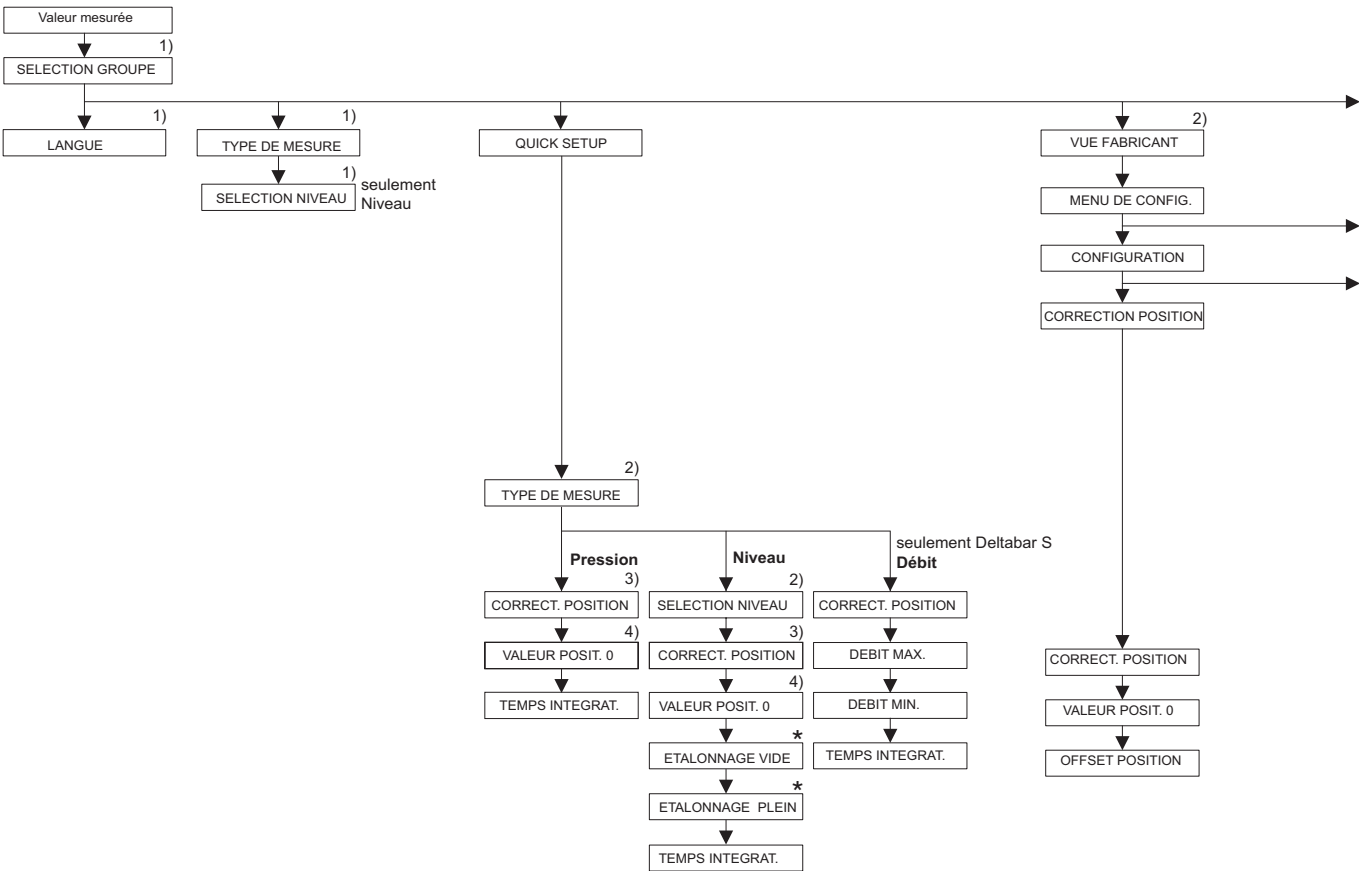 Valeur mesurée
1)
SELECTION GROUPE
1)
LANGUE
1)
TYPE DE MESURE
1)
SELECTION NIVEAU
seulement
Niveau
QUICK SETUP
2)
VUE FABRICANT
MENU DE CONFIG.
CONFIGURATION
CORRECTION POSITION
2)
TYPE DE MESURE
Pression
3)
CORRECT. POSITION
4)
VALEUR POSIT. 0
TEMPS INTEGRAT.
Niveau
2)
SELECTION NIVEAU
3)
CORRECT. POSITION
4)
VALEUR POSIT. 0
*
ETALONNAGE VIDE
*
ETALONNAGE PLEIN
TEMPS INTEGRAT.
seulement Deltabar S
Débit
CORRECT. POSITION
DEBIT MAX.
DEBIT MIN.
TEMPS INTEGRAT.
CORRECT. POSITION
VALEUR POSIT. 0
OFFSET POSITION